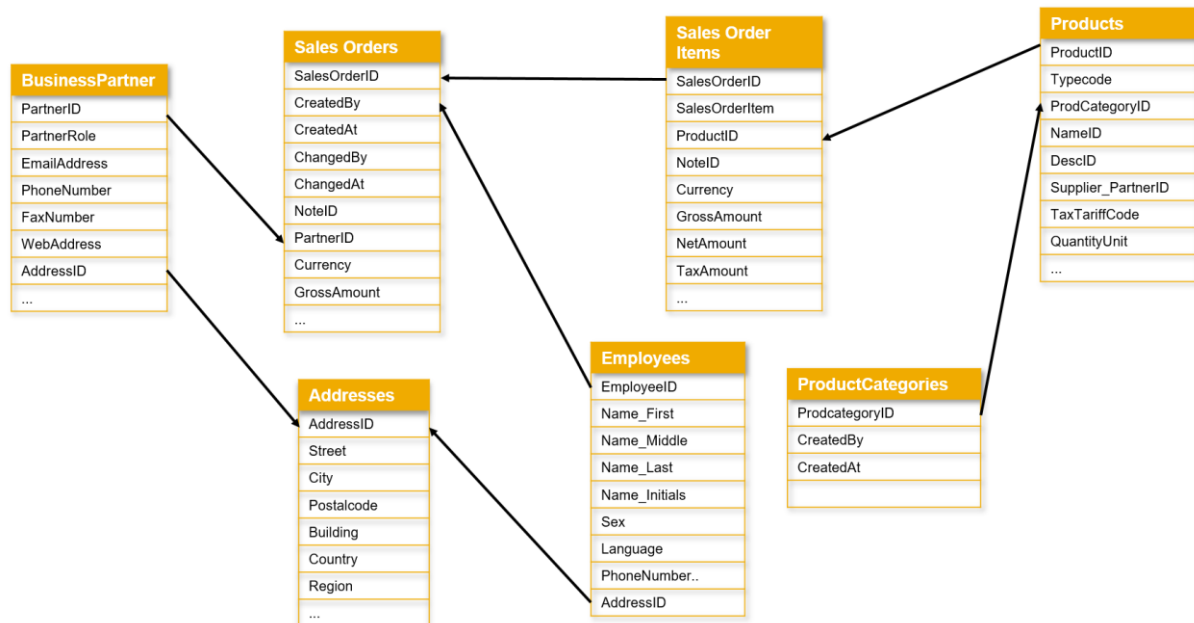 BusinessPartner
PartnerID
PartnerRole
EmailAddress
PhoneNumber
FaxNumber
WebAddress
AddressID
...
Sales Orders
SalesOrderID
CreatedBy
CreatedAt
ChangedBy
ChangedAt
NoteID
PartnerID
Currency
GrossAmount
...
Sales Order
Items
SalesOrderID
SalesOrderItem
ProductID
NoteID
Currency
GrossAmount
NetAmount
TaxAmount
...
Products
ProductID
Typecode
ProdCategoryID
NameID
DescID
Supplier_PartnerID
TaxTariffCode
QuantityUnit
...
Addresses
AddressID
Street
City
Postalcode
Building
Country
Region
...
Employees
EmployeeID
Name_First
Name_Middle
Name_Last
Name_Initials
Sex
Language
PhoneNumber..
AddressID
ProductCategories
ProdcategoryID
CreatedBy
CreatedAt